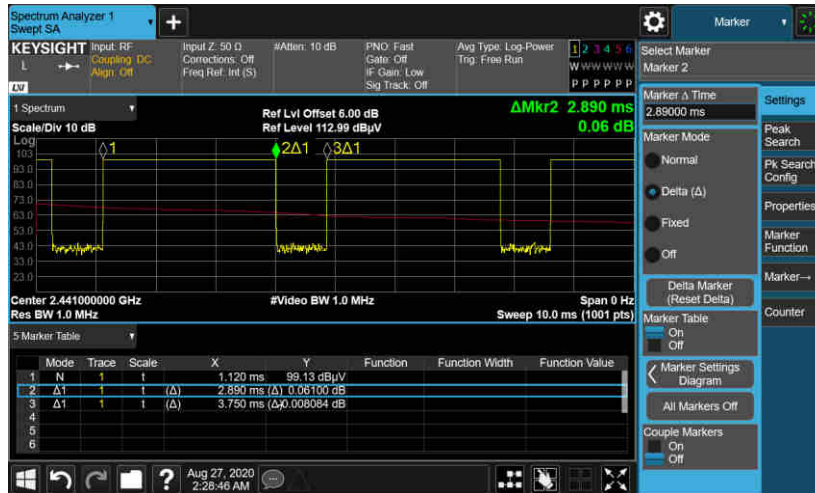 Spectrum Analyzer 1
Swept SA
Marker
KEYSIGHT
Input: RF
Coupling: DC
Align: Off
Input Z: 50 Ω
Corrections: Off
Freq Ref: Int (S)
#Atten: 10 dB
PNO: Fast
Gate: Off
IF Gain: Low
Sig Track: Off
Avg Type: Log-Power
Trig: Free Run
1 2 3 4 5 6
W W W W W W
P P P P P P
L
LXI
Select Marker
Marker 2
1 Spectrum
Scale/Div 10 dB
Ref Lvl Offset 6.00 dB
Ref Level 112.99 dBµV
ΔMkr2 2.890 ms
0.06 dB
Log
103
93.0
83.0
73.0
63.0
53.0
43.0
33.0
23.0
1
2Δ1
3Δ1
Center 2.441000000 GHz
Res BW 1.0 MHz
#Video BW 1.0 MHz
Span 0 Hz
Sweep 10.0 ms (1001 pts)
5 Marker Table
Mode Trace Scale X Y Function Function Width Function Value
1 N 1 t 1.120 ms 99.13 dBµV
2 Δ1 1 t (Δ) 2.890 ms (Δ) 0.06100 dB
3 Δ1 1 t (Δ) 3.750 ms (Δ) 0.008084 dB
4
5
6
Aug 27, 2020
2:28:46 AM
Marker Δ Time
2.89000 ms
Marker Mode
Normal
Delta (Δ)
Fixed
Off
Delta Marker
(Reset Delta)
Marker Table
On
Off
Marker Settings
Diagram
All Markers Off
Couple Markers
On
Off
Settings
Peak
Search
Pk Search
Config
Properties
Marker
Function
Marker→
Counter